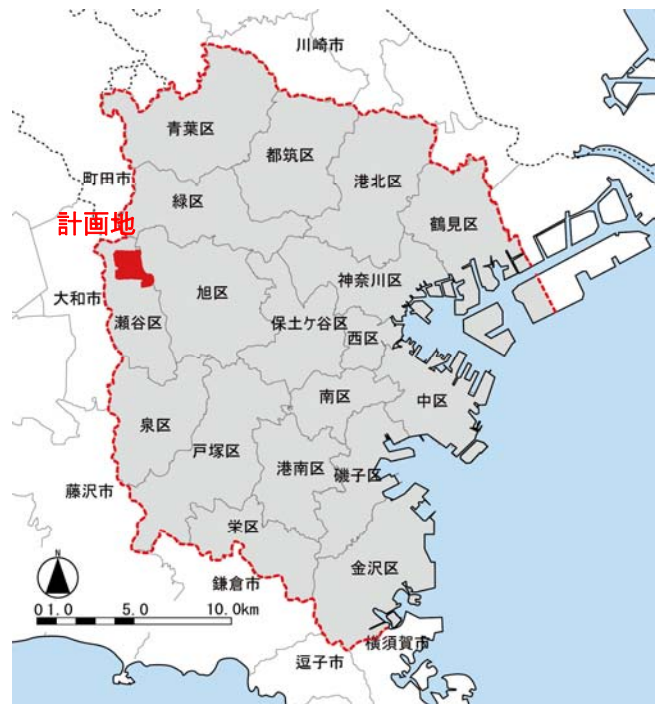 川崎市
青葉区
都筑区
港北区
町田市
緑区
鶴見区
計画地
神奈川区
旭区
大和市
瀬谷区
保土ケ谷区
西区
南区
中区
泉区
戸塚区
港南区
磯子区
藤沢市
栄区
金沢区
N
鎌倉市
0 1.0 5.0 10.0km
横須賀市
逗子市